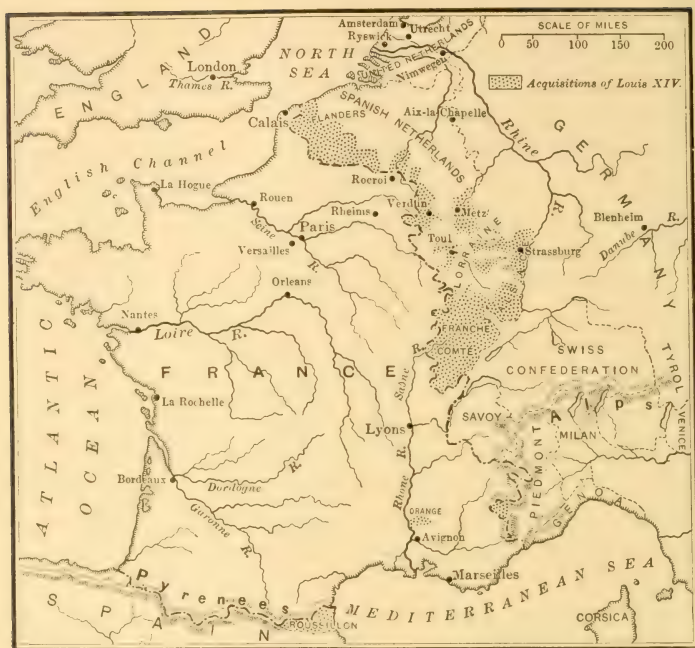 SCALE OF MILES
0 50 100 150 200
Acquisitions of Louis XIV.
Amsterdam
Utrecht
Ryswick
NORTH
SEA
UNITED NETHERLANDS
Nimwegen
ENGLAND
London
Thames R.
Calais
FLANDERS
SPANISH NETHERLANDS
Aix-la-Chapelle
Rhine
R.
GERMANY
English Channel
La Hogue
Rouen
Rocroi
Rheims
Verdun
Metz
Seine
R.
Paris
Versailles
Toul
LORRAINE
Strassburg
Blenheim
Danube
R.
Orleans
Nantes
Loire
R.
FRANCHE
COMTÉ
SWISS
CONFEDERATION
TYROL
VENICE
ATLANTIC
OCEAN
FRANCE
La Rochelle
Saône
R.
Lyons
SAVOY
Alps
PIEDMONT
MILAN
GENOA
Bordeaux
Dordogne
R.
Garonne
R.
Rhone
R.
ORANGE
Avignon
Marseilles
Pyrenees
SPAIN
ROUSSILLON
MEDITERRANEAN SEA
CORSICA